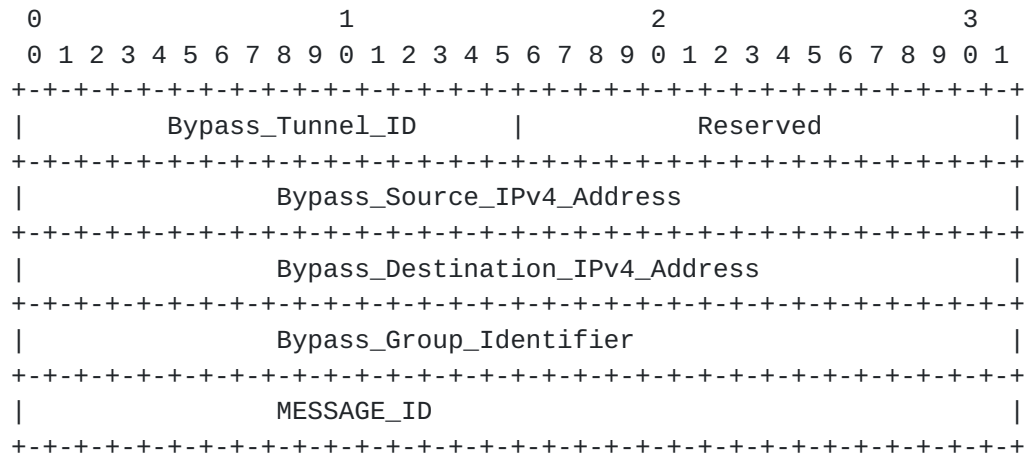 0                   1                   2                   3
 0 1 2 3 4 5 6 7 8 9 0 1 2 3 4 5 6 7 8 9 0 1 2 3 4 5 6 7 8 9 0 1
+-+-+-+-+-+-+-+-+-+-+-+-+-+-+-+-+-+-+-+-+-+-+-+-+-+-+-+-+-+-+-+-+
|         Bypass_Tunnel_ID      |           Reserved            |
+-+-+-+-+-+-+-+-+-+-+-+-+-+-+-+-+-+-+-+-+-+-+-+-+-+-+-+-+-+-+-+-+
|                Bypass_Source_IPv4_Address                     |
+-+-+-+-+-+-+-+-+-+-+-+-+-+-+-+-+-+-+-+-+-+-+-+-+-+-+-+-+-+-+-+-+
|                Bypass_Destination_IPv4_Address                |
+-+-+-+-+-+-+-+-+-+-+-+-+-+-+-+-+-+-+-+-+-+-+-+-+-+-+-+-+-+-+-+-+
|                Bypass_Group_Identifier                        |
+-+-+-+-+-+-+-+-+-+-+-+-+-+-+-+-+-+-+-+-+-+-+-+-+-+-+-+-+-+-+-+-+
|                MESSAGE_ID                                     |
+-+-+-+-+-+-+-+-+-+-+-+-+-+-+-+-+-+-+-+-+-+-+-+-+-+-+-+-+-+-+-+-+